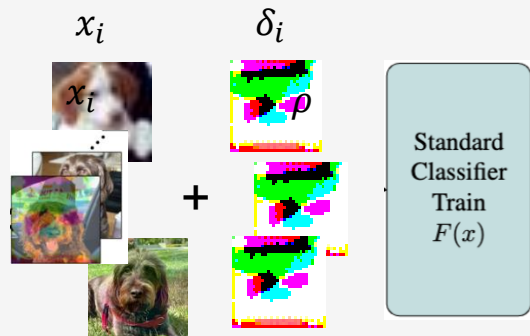 x_i δ_i
x_i ρ
+
Standard
Classifier
Train
F(x)